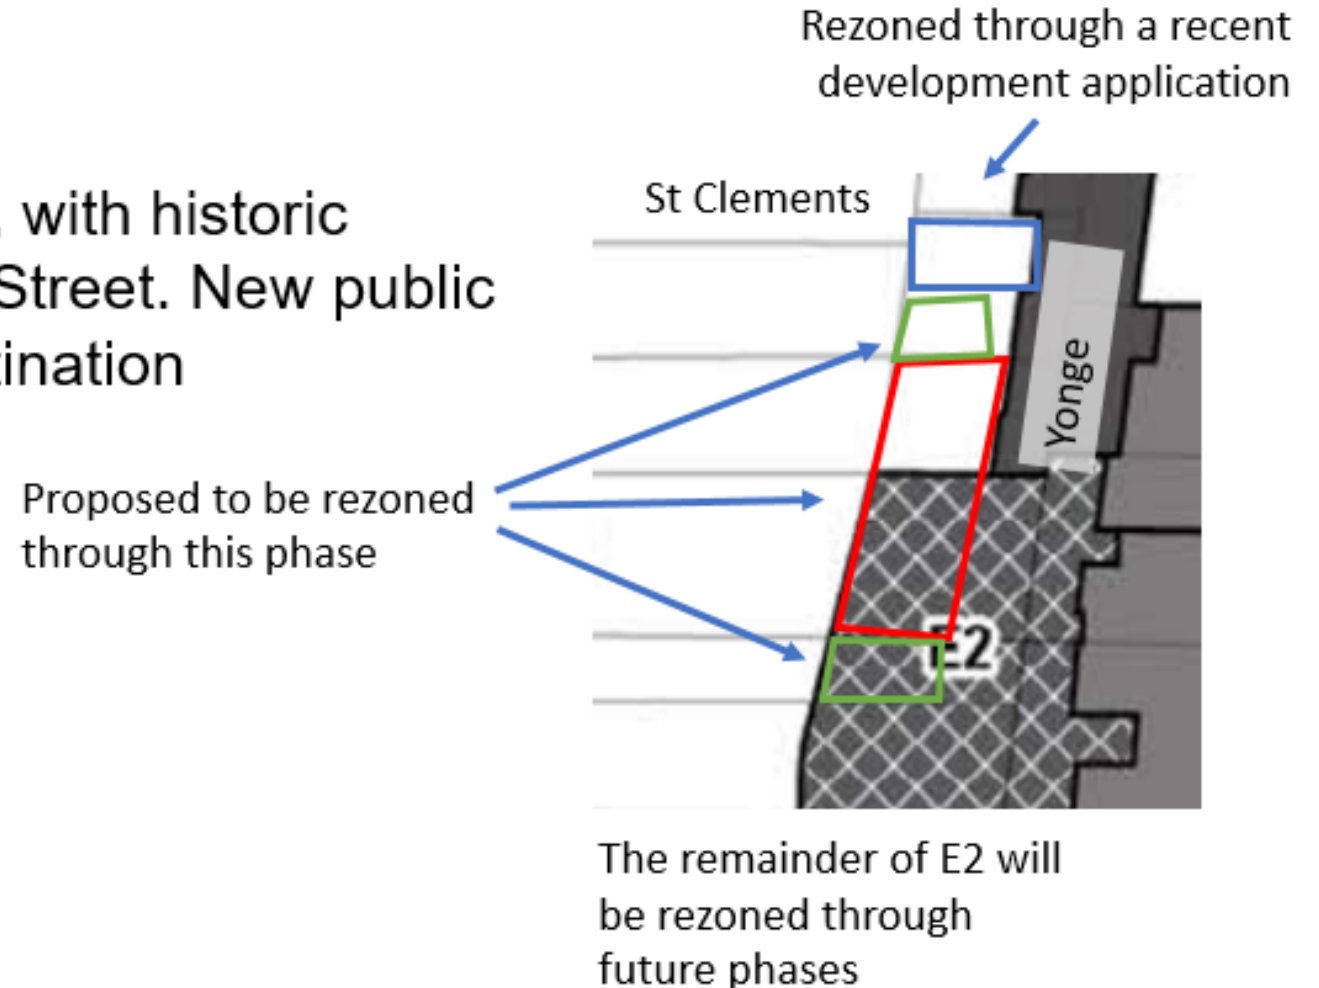 Rezoned through a recent
development application
St Clements
, with historic
Street. New public
Yonge
Proposed to be rezoned
through this phase
E2
The remainder of E2 will
be rezoned through
future phases